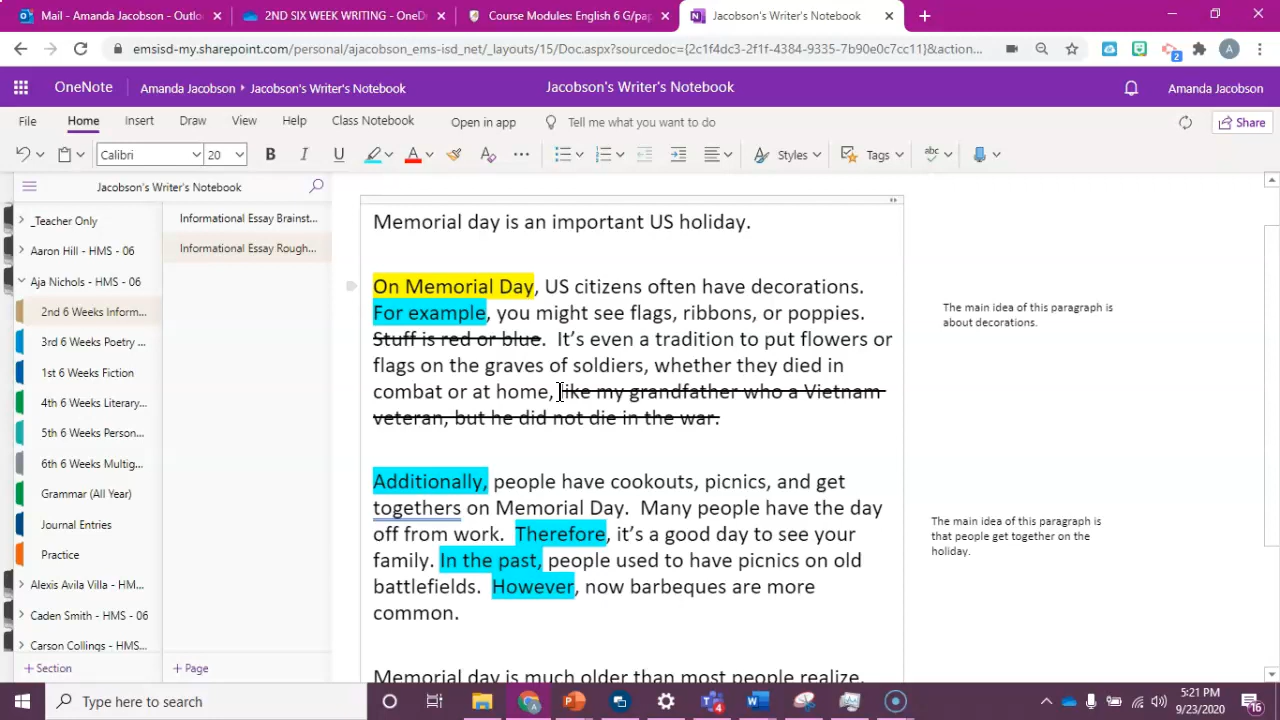 Mail - Amanda Jacobson - Outlo
2ND SIX WEEK WRITING - OneD
Course Modules: English 6 G/pap
Jacobson's Writer's Notebook
emsisd-my.sharepoint.com/personal/ajacobson_ems-isd_net/_layouts/15/Doc.aspx?sourcedoc={2c1f4dc3-2f1f-4384-9335-7b90e0c7cc11}&action...
2
A
OneNote
Amanda Jacobson › Jacobson's Writer's Notebook
Jacobson's Writer's Notebook
Amanda Jacobson
File Home Insert Draw View Help Class Notebook Open in app Tell me what you want to do Share
Calibri 20 B I U A A Styles Tags abc
Jacobson's Writer's Notebook
_Teacher Only
Aaron Hill - HMS - 06
Aja Nichols - HMS - 06
2nd 6 Weeks Inform...
3rd 6 Weeks Poetry ...
1st 6 Weeks Fiction
4th 6 Weeks Literary...
5th 6 Weeks Person...
6th 6 Weeks Multig...
Grammar (All Year)
Journal Entries
Practice
Alexis Avila Villa - HMS...
Caden Smith - HMS - 06
Carson Collings - HMS...
+ Section
Informational Essay Brainst...
Informational Essay Rough...
+ Page
Memorial day is an important US holiday.
On Memorial Day, US citizens often have decorations.
For example, you might see flags, ribbons, or poppies.
Stuff is red or blue.  It's even a tradition to put flowers or
flags on the graves of soldiers, whether they died in
combat or at home, like my grandfather who a Vietnam
veteran, but he did not die in the war.
Additionally, people have cookouts, picnics, and get
togethers on Memorial Day.  Many people have the day
off from work.  Therefore, it's a good day to see your
family. In the past, people used to have picnics on old
battlefields.  However, now barbeques are more
common.
Memorial day is much older than most people realize.
The main idea of this paragraph is
about decorations.
The main idea of this paragraph is
that people get together on the
holiday.
Type here to search
4
5:21 PM
9/23/2020
16